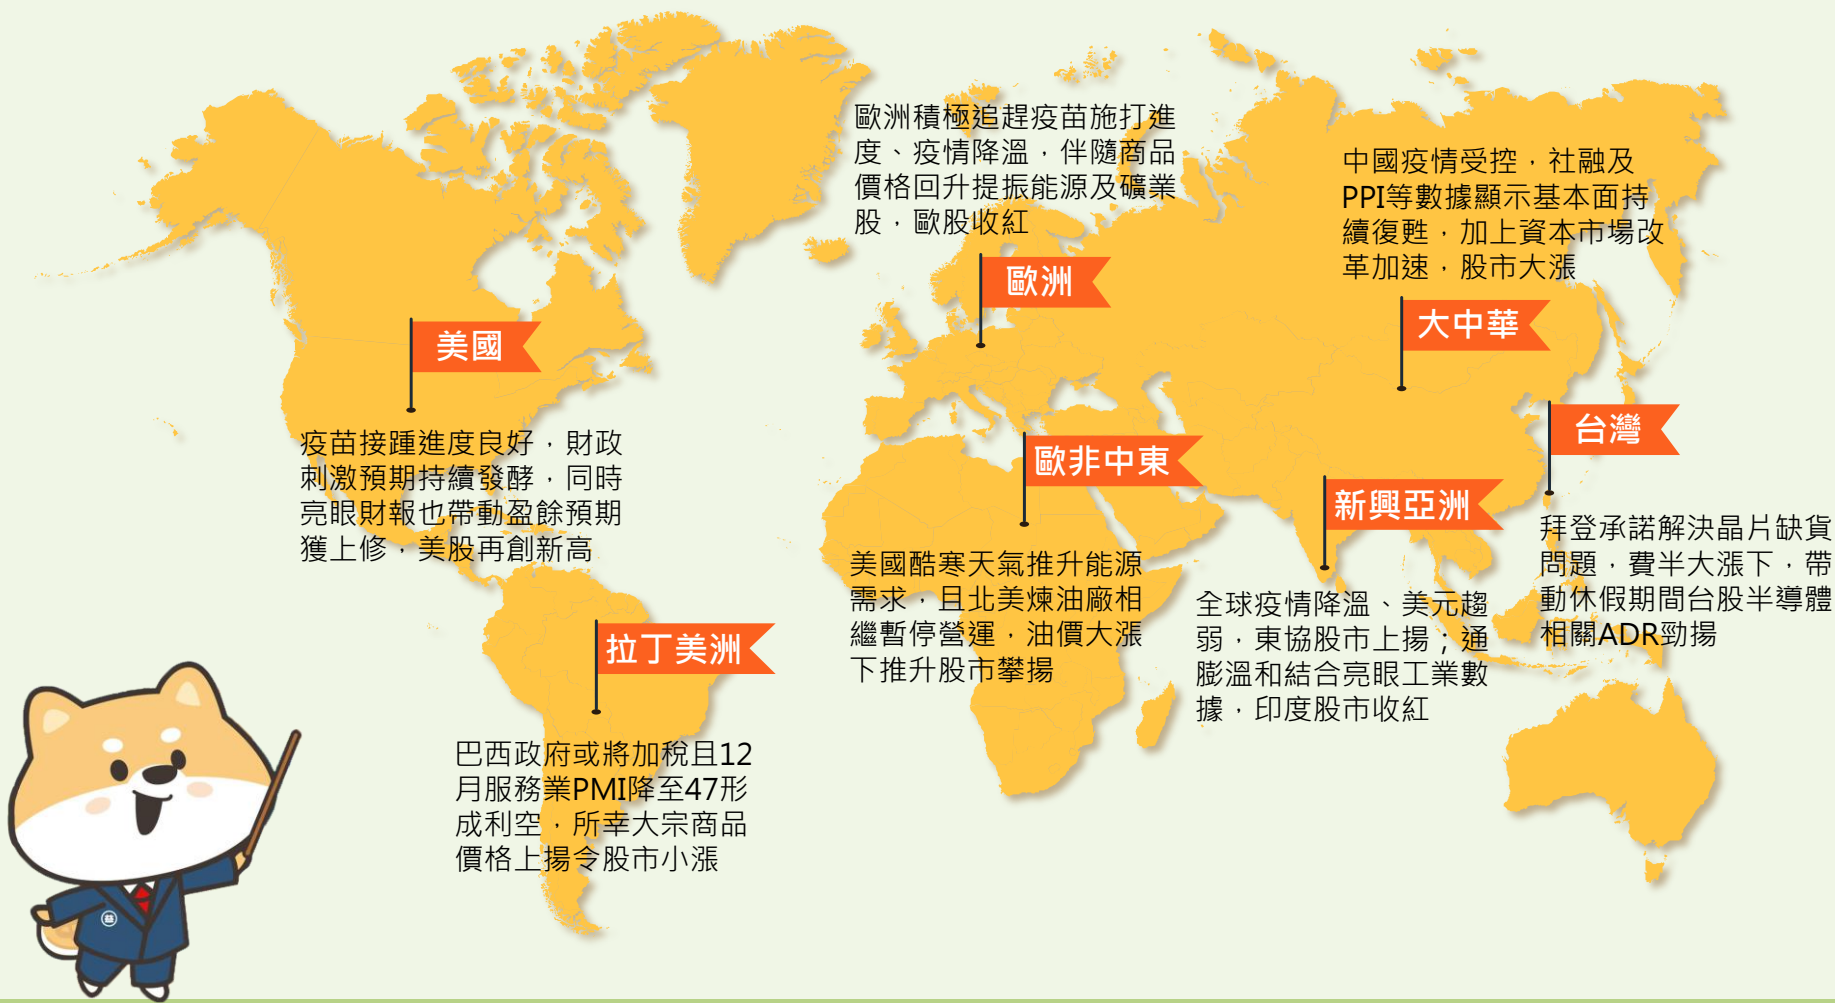 美國
疫苗接踵進度良好，財政
刺激預期持續發酵，同時
亮眼財報也帶動盈餘預期
獲上修，美股再創新高
拉丁美洲
巴西政府或將加稅且12
月服務業PMI降至47形
成利空，所幸大宗商品
價格上揚令股市小漲
歐洲積極追趕疫苗施打進
度、疫情降溫，伴隨商品
價格回升提振能源及礦業
股，歐股收紅
歐洲
歐非中東
美國酷寒天氣推升能源
需求，且北美煉油廠相
繼暫停營運，油價大漲
下推升股市攀揚
中國疫情受控，社融及
PPI等數據顯示基本面持
續復甦，加上資本市場改
革加速，股市大漲
大中華
新興亞洲
全球疫情降溫、美元趨
弱，東協股市上揚；通
膨溫和結合亮眼工業數
據，印度股市收紅
台灣
拜登承諾解決晶片缺貨
問題，費半大漲下，帶
動休假期間台股半導體
相關ADR勁揚